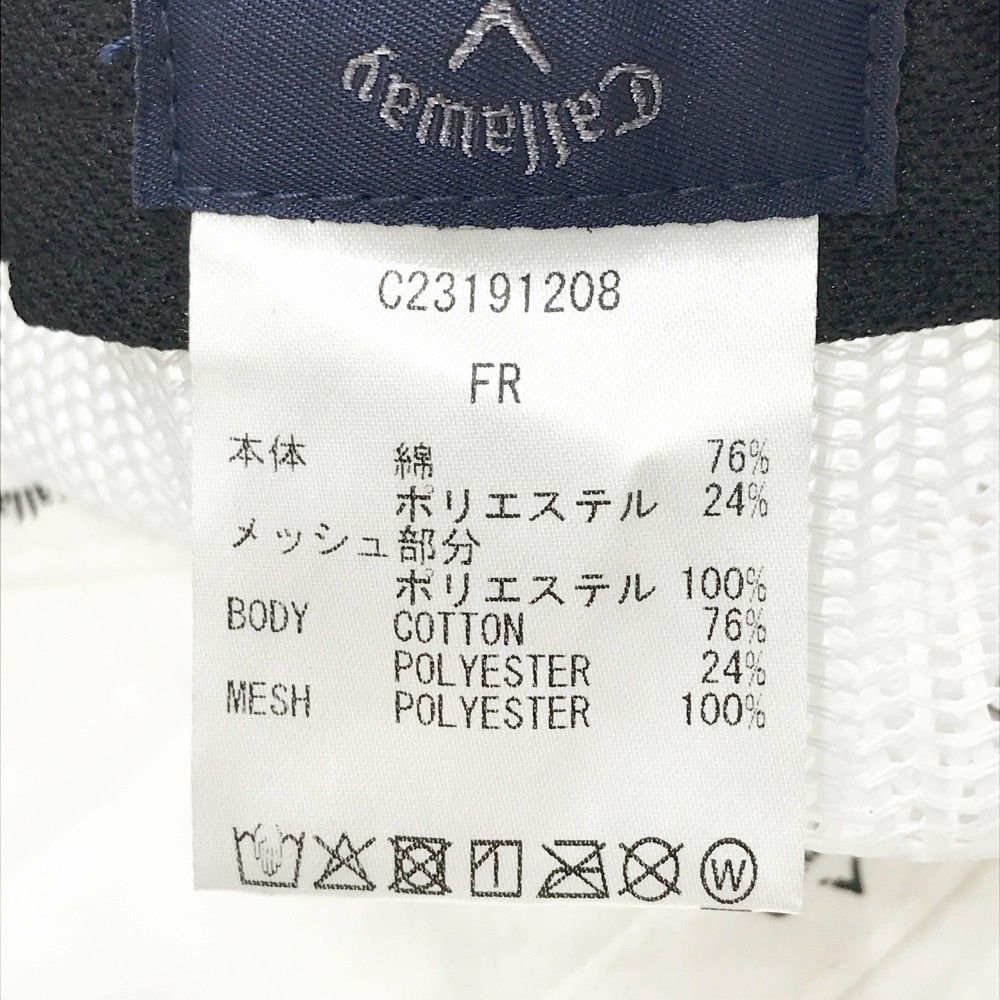 Callaway
C23191208
FR
本体 綿 76%
ポリエステル 24%
メッシュ部分
ポリエステル 100%
BODY COTTON 76%
POLYESTER 24%
MESH POLYESTER 100%
W